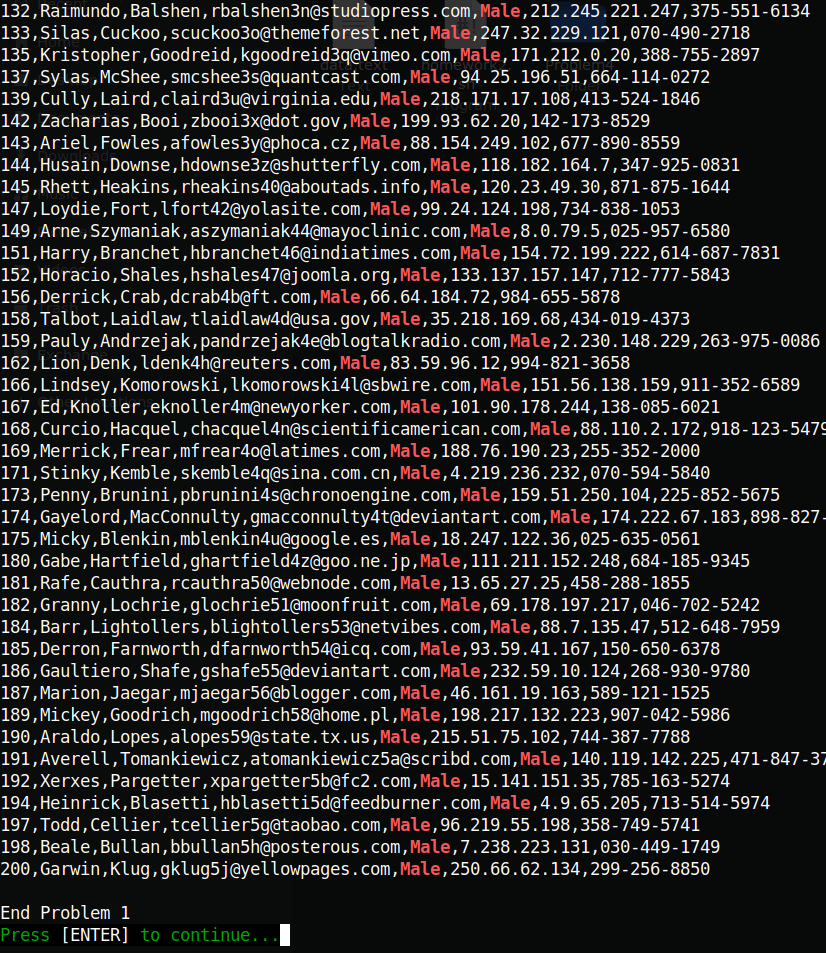 132,Raimundo,Balshen,rbalshen3n@studiopress.com,Male,212.245.221.247,375-551-6134
133,Silas,Cuckoo,scuckoo3o@themeforest.net,Male,247.32.229.121,070-490-2718
135,Kristopher,Goodreid,kgoodreid3q@vimeo.com,Male,171.212.0.20,388-755-2897
137,Sylas,McShee,smcshee3s@quantcast.com,Male,94.25.196.51,664-114-0272
139,Cully,Laird,claird3u@virginia.edu,Male,218.171.17.108,413-524-1846
142,Zacharias,Booi,zbooi3x@dot.gov,Male,199.93.62.20,142-173-8529
143,Ariel,Fowles,afowles3y@phoca.cz,Male,88.154.249.102,677-890-8559
144,Husain,Downse,hdownse3z@shutterfly.com,Male,118.182.164.7,347-925-0831
145,Rhett,Heakins,rheakins40@aboutads.info,Male,120.23.49.30,871-875-1644
147,Loydie,Fort,lfort42@yolasite.com,Male,99.24.124.198,734-838-1053
149,Arne,Szymaniak,aszymaniak44@mayoclinic.com,Male,8.0.79.5,025-957-6580
151,Harry,Branchet,hbranchet46@indiatimes.com,Male,154.72.199.222,614-687-7831
152,Horacio,Shales,hshales47@joomla.org,Male,133.137.157.147,712-777-5843
156,Derrick,Crab,dcrab4b@ft.com,Male,66.64.184.72,984-655-5878
158,Talbot,Laidlaw,tlaidlaw4d@usa.gov,Male,35.218.169.68,434-019-4373
159,Pauly,Andrzejak,pandrzejak4e@blogtalkradio.com,Male,2.230.148.229,263-975-0086
162,Lion,Denk,ldenk4h@reuters.com,Male,83.59.96.12,994-821-3658
166,Lindsey,Komorowski,lkomorowski4l@sbwire.com,Male,151.56.138.159,911-352-6589
167,Ed,Knoller,eknoller4m@newyorker.com,Male,101.90.178.244,138-085-6021
168,Curcio,Hacquel,chacquel4n@scientificamerican.com,Male,88.110.2.172,918-123-5479
169,Merrick,Frear,mfrear4o@latimes.com,Male,188.76.190.23,255-352-2000
171,Stinky,Kemble,skemble4q@sina.com.cn,Male,4.219.236.232,070-594-5840
173,Penny,Brunini,pbrunini4s@chronoengine.com,Male,159.51.250.104,225-852-5675
174,Gayelord,MacConnulty,gmacconnulty4t@deviantart.com,Male,174.222.67.183,898-827-
175,Micky,Blenkin,mblenkin4u@google.es,Male,18.247.122.36,025-635-0561
180,Gabe,Hartfield,ghartfield4z@goo.ne.jp,Male,111.211.152.248,684-185-9345
181,Rafe,Cauthra,rcauthra50@webnode.com,Male,13.65.27.25,458-288-1855
182,Granny,Lochrie,glochrie51@moonfruit.com,Male,69.178.197.217,046-702-5242
184,Barr,Lightollers,blightollers53@netvibes.com,Male,88.7.135.47,512-648-7959
185,Derron,Farnworth,dfarnworth54@icq.com,Male,93.59.41.167,150-650-6378
186,Gaultiero,Shafe,gshafe55@deviantart.com,Male,232.59.10.124,268-930-9780
187,Marion,Jaegar,mjaegar56@blogger.com,Male,46.161.19.163,589-121-1525
189,Mickey,Goodrich,mgoodrich58@home.pl,Male,198.217.132.223,907-042-5986
190,Araldo,Lopes,alopes59@state.tx.us,Male,215.51.75.102,744-387-7788
191,Averell,Tomankiewicz,atomankiewicz5a@scribd.com,Male,140.119.142.225,471-847-37
192,Xerxes,Pargetter,xpargetter5b@fc2.com,Male,15.141.151.35,785-163-5274
194,Heinrick,Blasetti,hblasetti5d@feedburner.com,Male,4.9.65.205,713-514-5974
197,Todd,Cellier,tcellier5g@taobao.com,Male,96.219.55.198,358-749-5741
198,Beale,Bullan,bbullan5h@posterous.com,Male,7.238.223.131,030-449-1749
200,Garwin,Klug,gklug5j@yellowpages.com,Male,250.66.62.134,299-256-8850
End Problem 1
Press [ENTER] to continue...